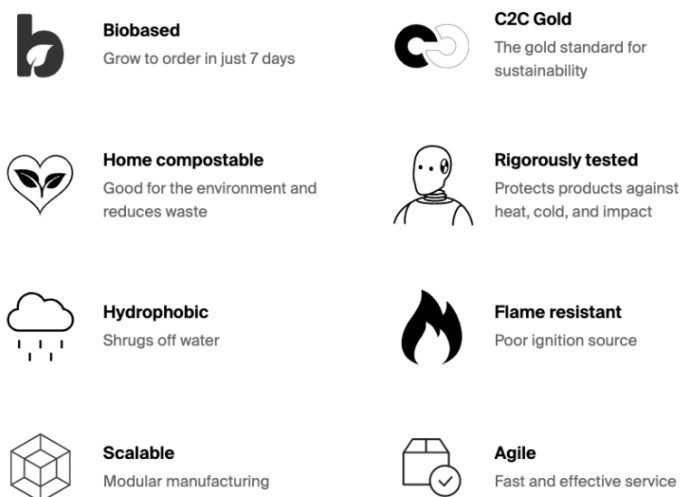 Biobased
Grow to order in just 7 days
C2C Gold
The gold standard for
sustainability
Home compostable
Good for the environment and
reduces waste
Rigorously tested
Protects products against
heat, cold, and impact
Hydrophobic
Shrugs off water
Flame resistant
Poor ignition source
Scalable
Modular manufacturing
Agile
Fast and effective service